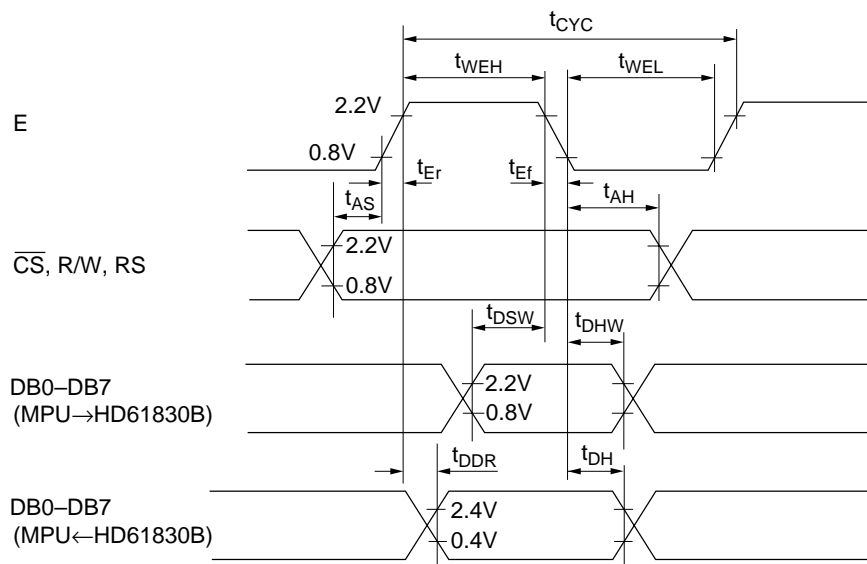 tCYC
tWEH
tWEL
E
2.2V
0.8V
tEr
tEf
tAS
tAH
C̅S̅, R/W, RS
2.2V
0.8V
tDSW
tDHW
DB0–DB7
(MPU→HD61830B)
2.2V
0.8V
tDDR
tDH
DB0–DB7
(MPU←HD61830B)
2.4V
0.4V